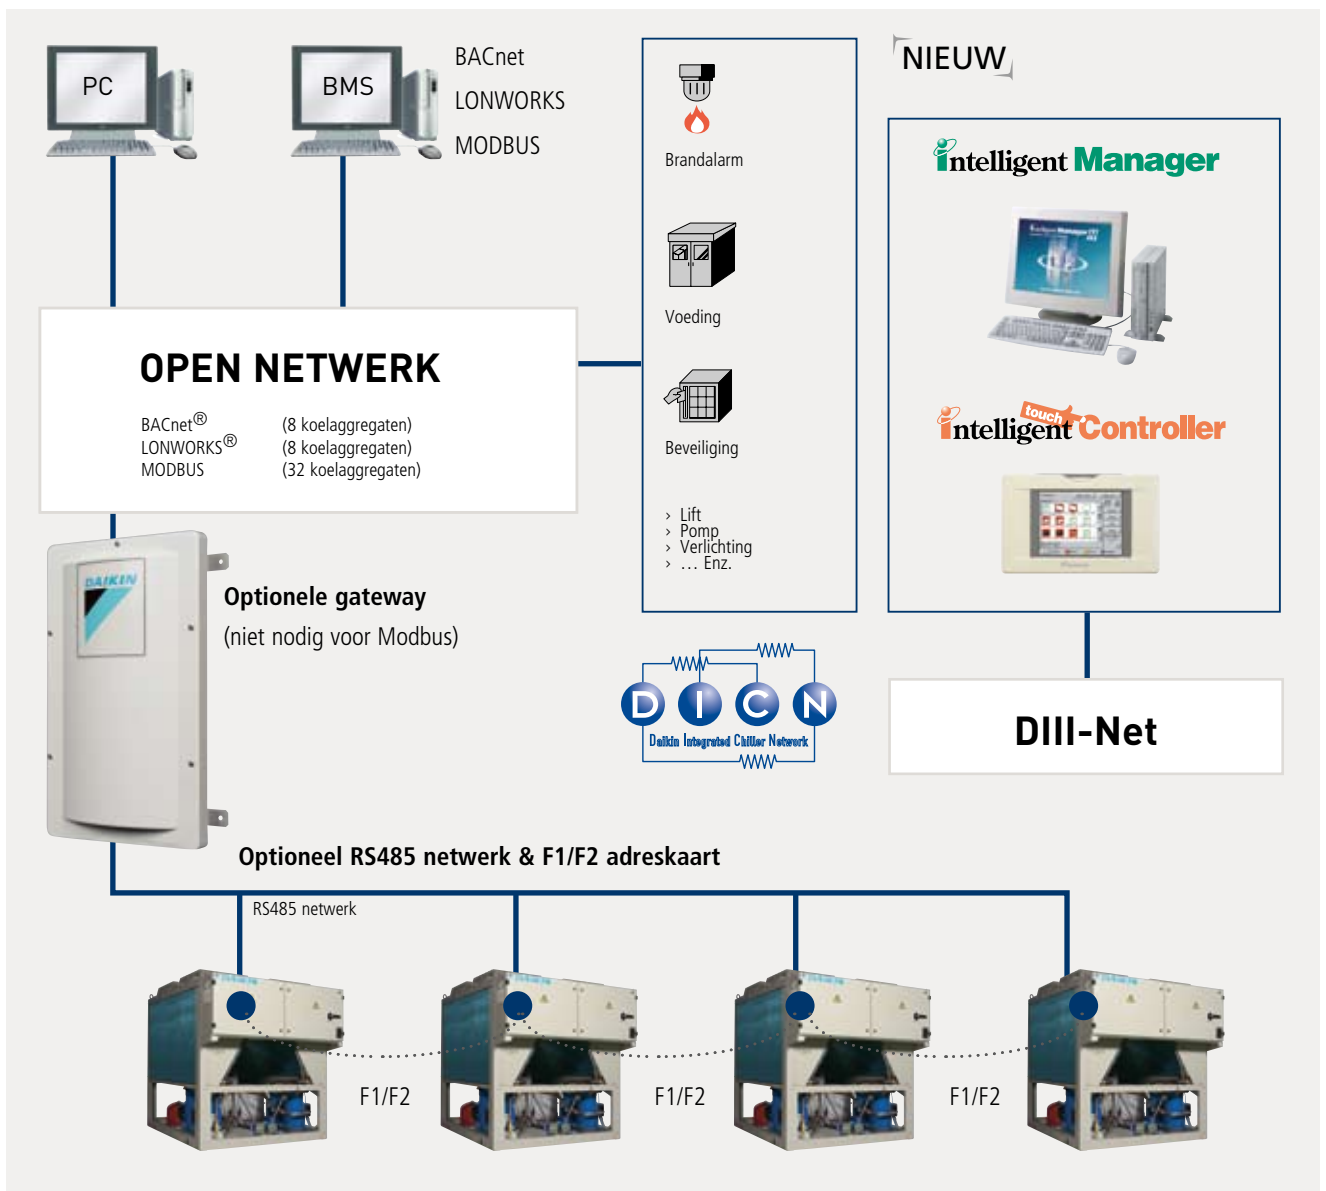 PC
BMS
BACnet
LONWORKS
MODBUS
Brandalarm
Voeding
Beveiliging
› Lift
› Pomp
› Verlichting
› … Enz.
NIEUW
intelligent Manager
intelligent touch Controller
OPEN NETWERK
BACnet® (8 koelaggregaten)
LONWORKS® (8 koelaggregaten)
MODBUS (32 koelaggregaten)
DAIKIN
Optionele gateway
(niet nodig voor Modbus)
D I C N
Daikin Integrated Chiller Network
DIII-Net
Optioneel RS485 netwerk & F1/F2 adreskaart
RS485 netwerk
F1/F2
F1/F2
F1/F2